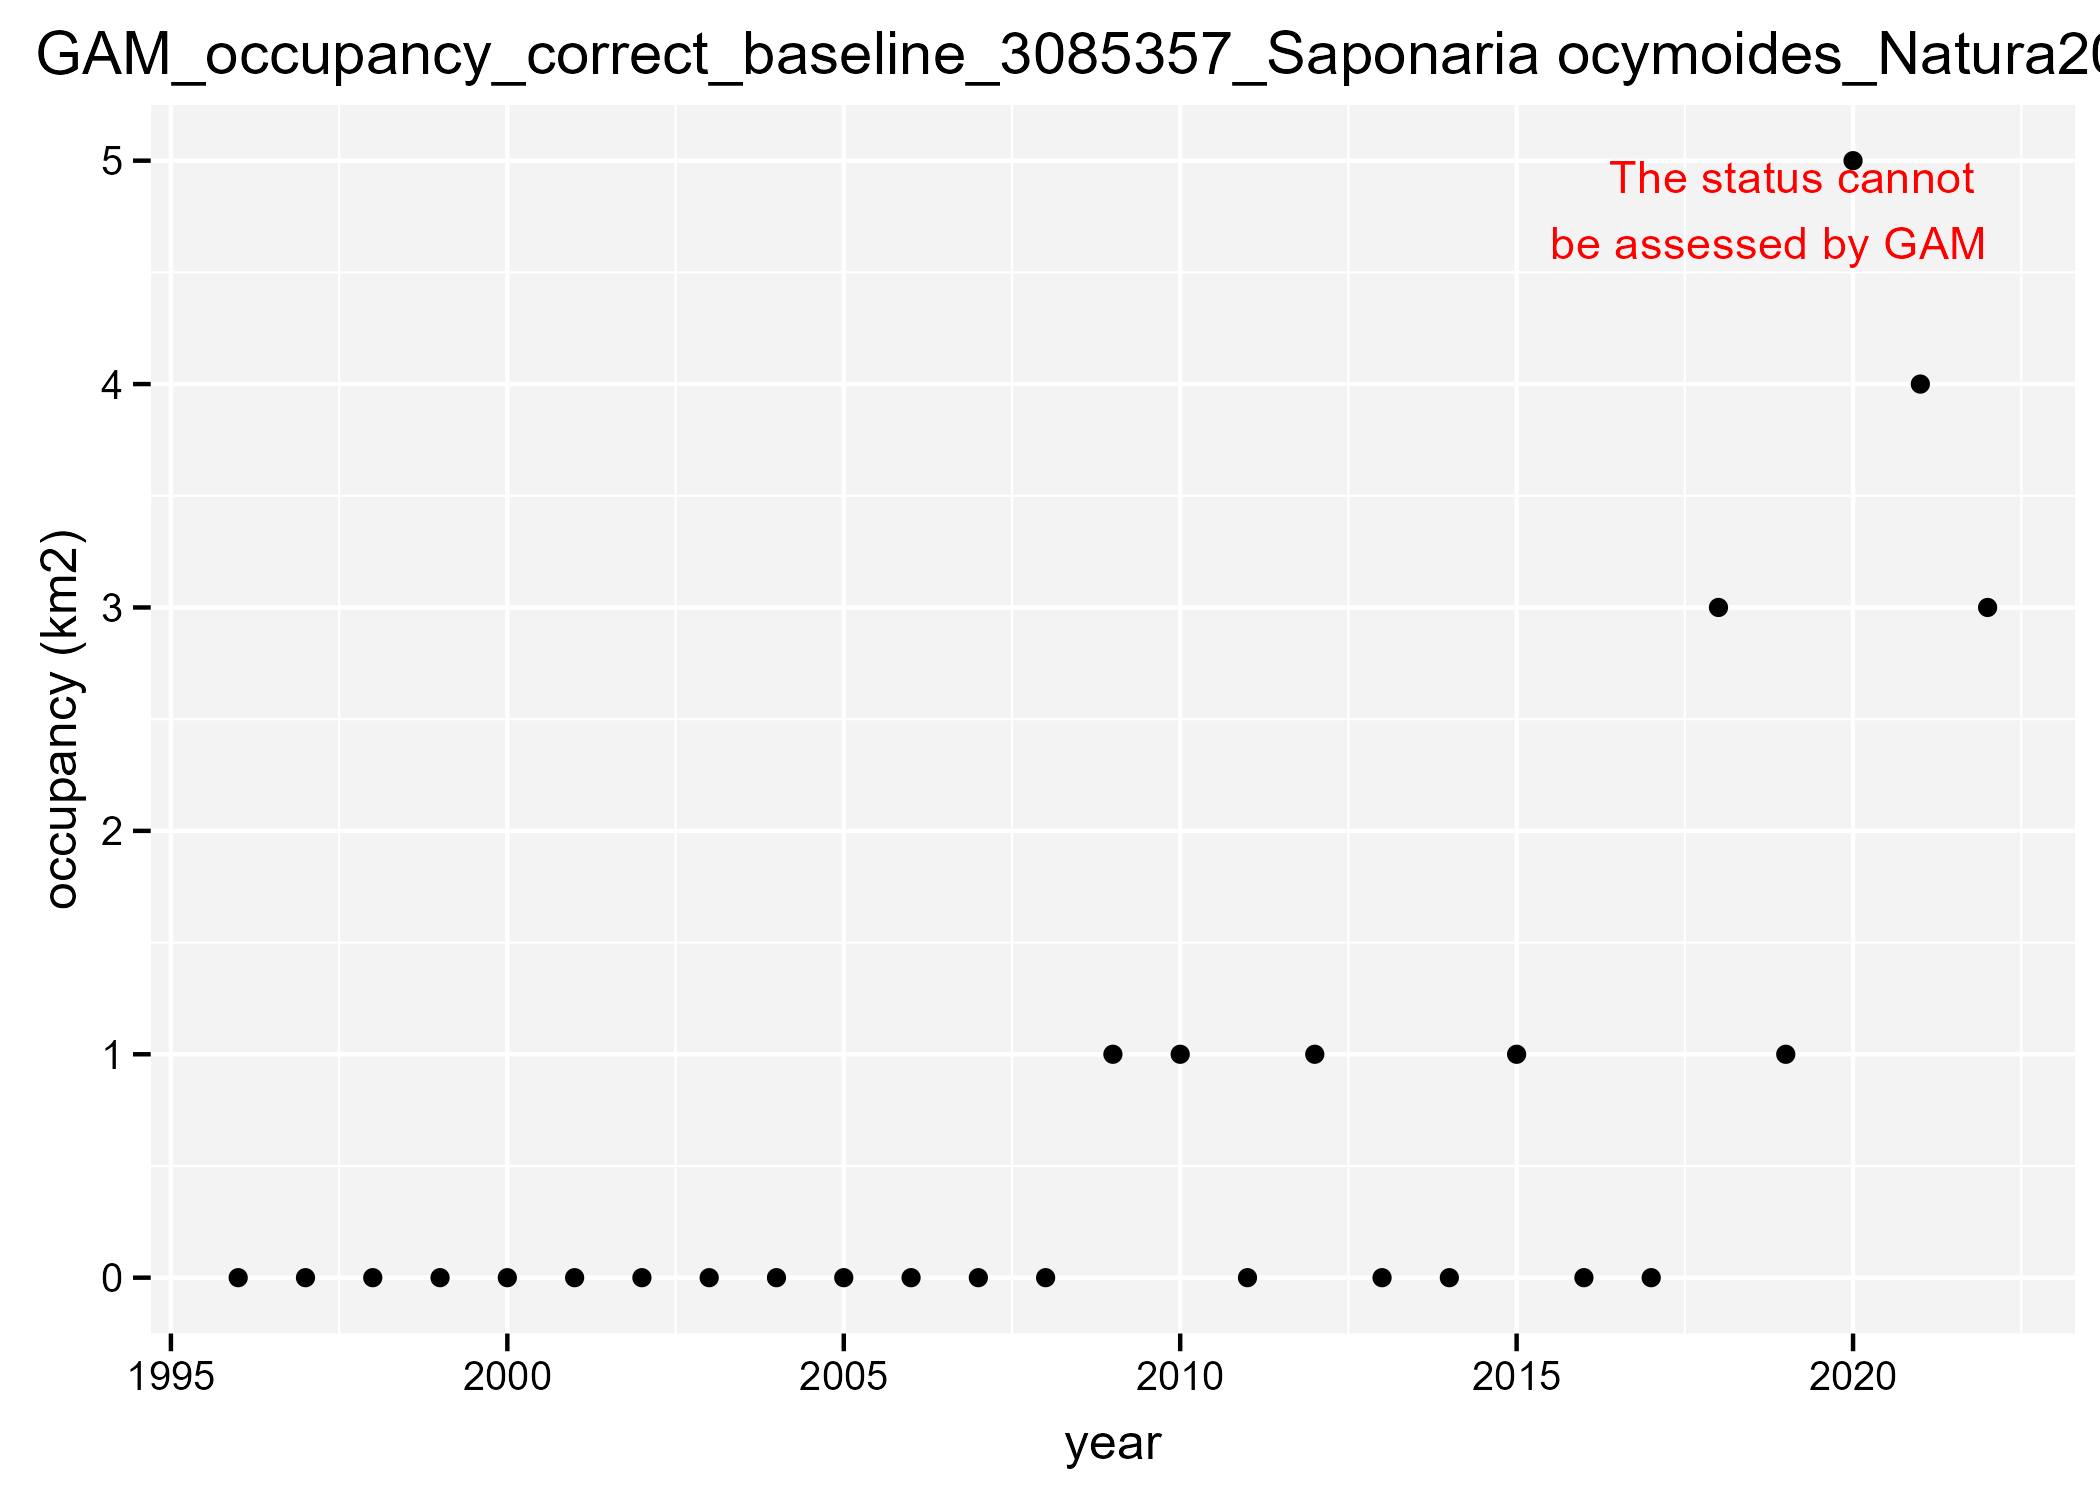 GAM_occupancy_correct_baseline_3085357_Saponaria ocymoides_Natura20
The status cannot
be assessed by GAM
5
4
3
2
1
0
occupancy (km2)
1995 2000 2005 2010 2015 2020
year